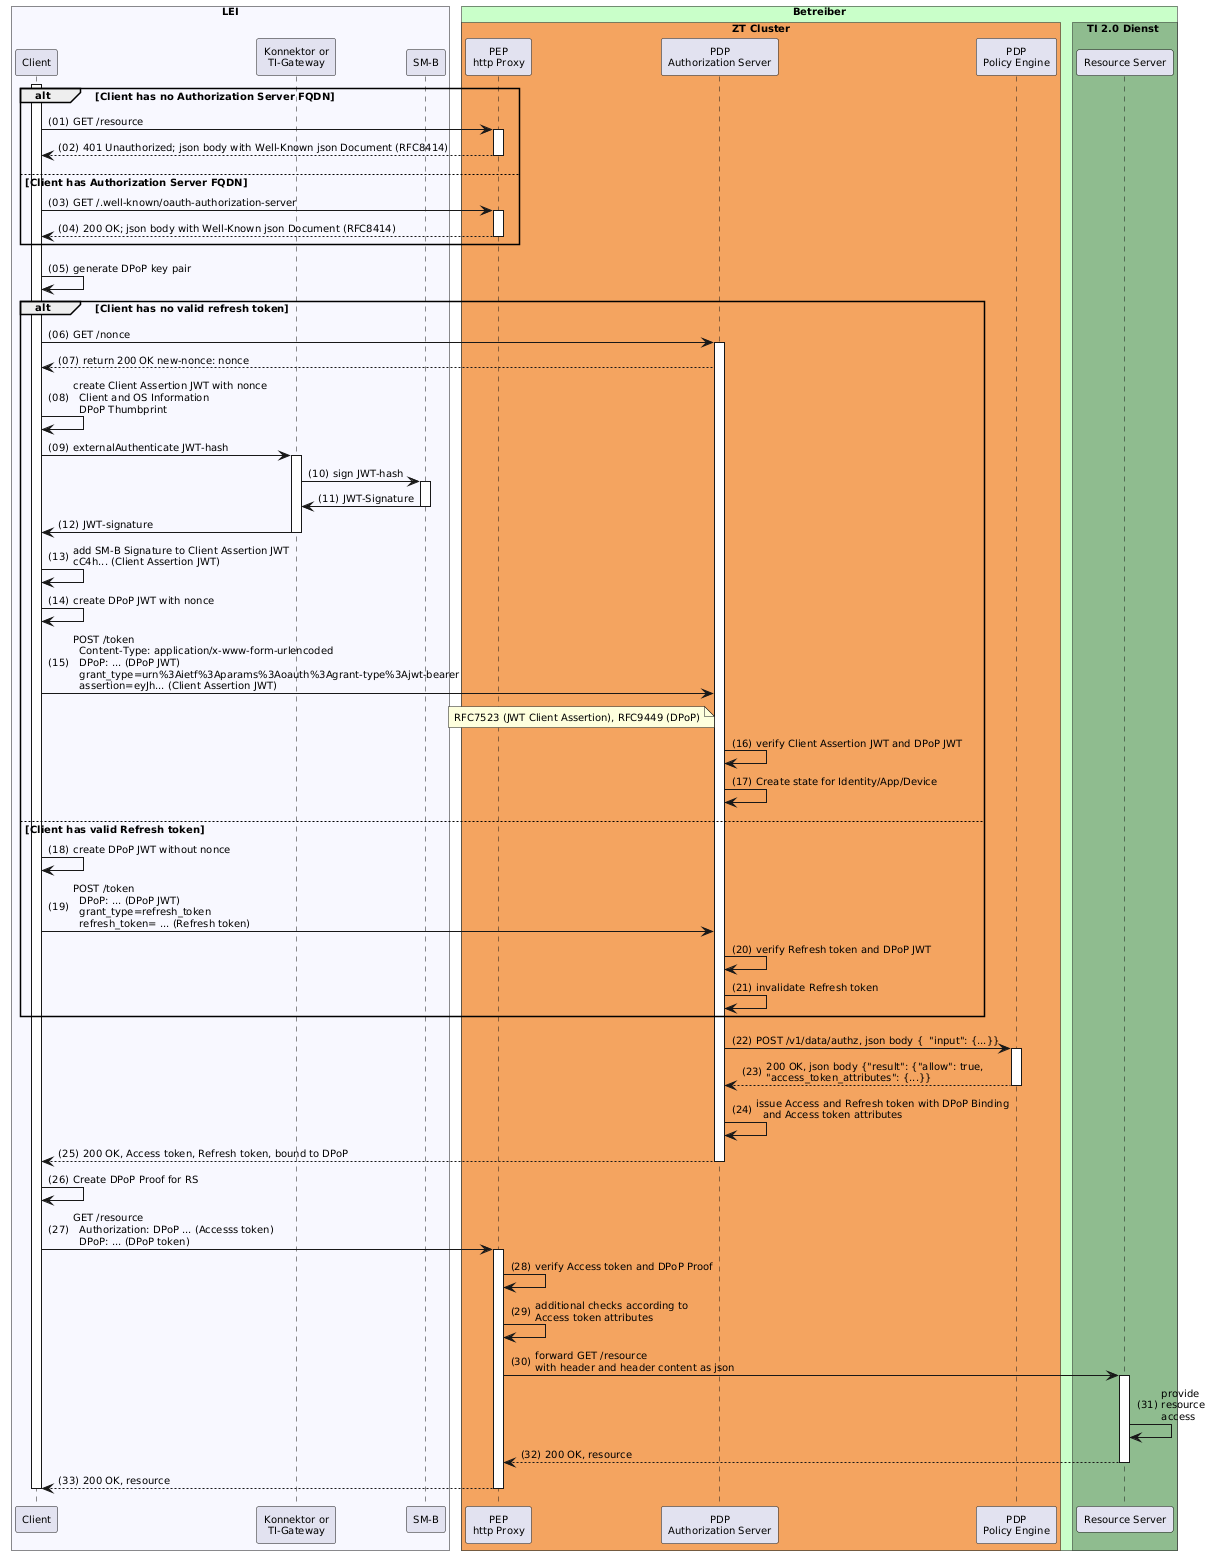 LEI
Betreiber
ZT Cluster
TI 2.0 Dienst
Client
Konnektor or
TI-Gateway
SM-B
PEP
http Proxy
PDP
Authorization Server
PDP
Policy Engine
Resource Server
alt [Client has no Authorization Server FQDN]
(01) GET /resource
(02) 401 Unauthorized; json body with Well-Known json Document (RFC8414)
[Client has Authorization Server FQDN]
(03) GET /.well-known/oauth-authorization-server
(04) 200 OK; json body with Well-Known json Document (RFC8414)
(05) generate DPoP key pair
alt [Client has no valid refresh token]
(06) GET /nonce
(07) return 200 OK new-nonce: nonce
create Client Assertion JWT with nonce
(08) Client and OS Information
DPoP Thumbprint
(09) externalAuthenticate JWT-hash
(10) sign JWT-hash
(11) JWT-Signature
(12) JWT-signature
(13) add SM-B Signature to Client Assertion JWT
cC4h... (Client Assertion JWT)
(14) create DPoP JWT with nonce
POST /token
Content-Type: application/x-www-form-urlencoded
(15) DPoP: ... (DPoP JWT)
grant_type=urn%3Aietf%3Aparams%3Aoauth%3Agrant-type%3Ajwt-bearer
assertion=eyJh... (Client Assertion JWT)
RFC7523 (JWT Client Assertion), RFC9449 (DPoP)
(16) verify Client Assertion JWT and DPoP JWT
(17) Create state for Identity/App/Device
[Client has valid Refresh token]
(18) create DPoP JWT without nonce
POST /token
DPoP: ... (DPoP JWT)
(19) grant_type=refresh_token
refresh_token= ... (Refresh token)
(20) verify Refresh token and DPoP JWT
(21) invalidate Refresh token
(22) POST /v1/data/authz, json body { "input": {...}}
(23) 200 OK, json body {"result": {"allow": true,
"access_token_attributes": {...}}
(24) issue Access and Refresh token with DPoP Binding
and Access token attributes
(25) 200 OK, Access token, Refresh token, bound to DPoP
(26) Create DPoP Proof for RS
GET /resource
(27) Authorization: DPoP ... (Accesss token)
DPoP: ... (DPoP token)
(28) verify Access token and DPoP Proof
(29) additional checks according to
Access token attributes
(30) forward GET /resource
with header and header content as json
provide
(31) resource
access
(32) 200 OK, resource
(33) 200 OK, resource
Client
Konnektor or
TI-Gateway
SM-B
PEP
http Proxy
PDP
Authorization Server
PDP
Policy Engine
Resource Server